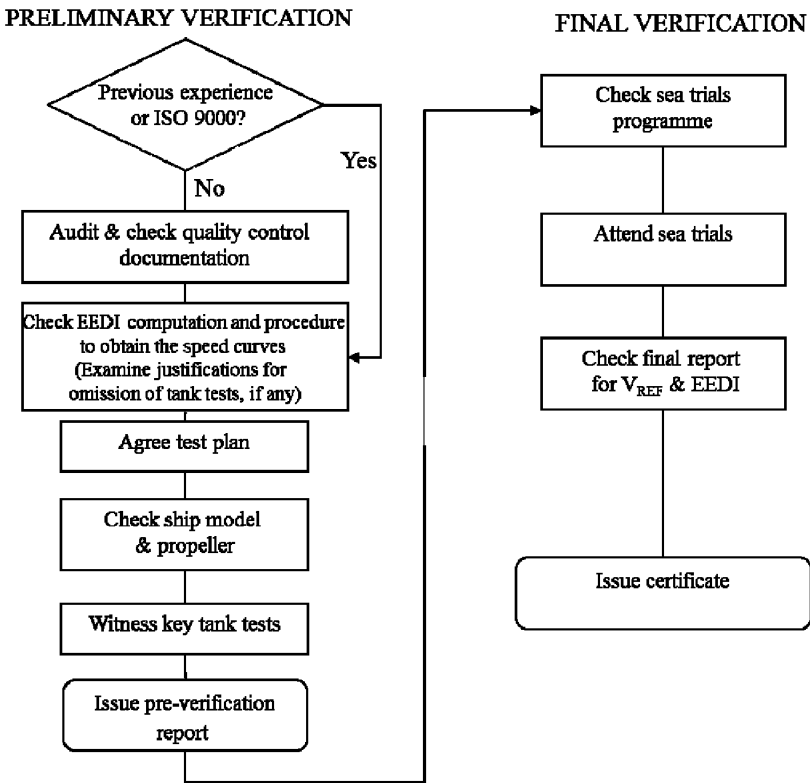 PRELIMINARY VERIFICATION
Previous experience
or ISO 9000?
Yes
No
Audit & check quality control
documentation
Check EEDI computation and procedure
to obtain the speed curves
(Examine justifications for
omission of tank tests, if any)
Agree test plan
Check ship model
& propeller
Witness key tank tests
Issue pre-verification
report
FINAL VERIFICATION
Check sea trials
programme
Attend sea trials
Check final report
for VREF & EEDI
Issue certificate